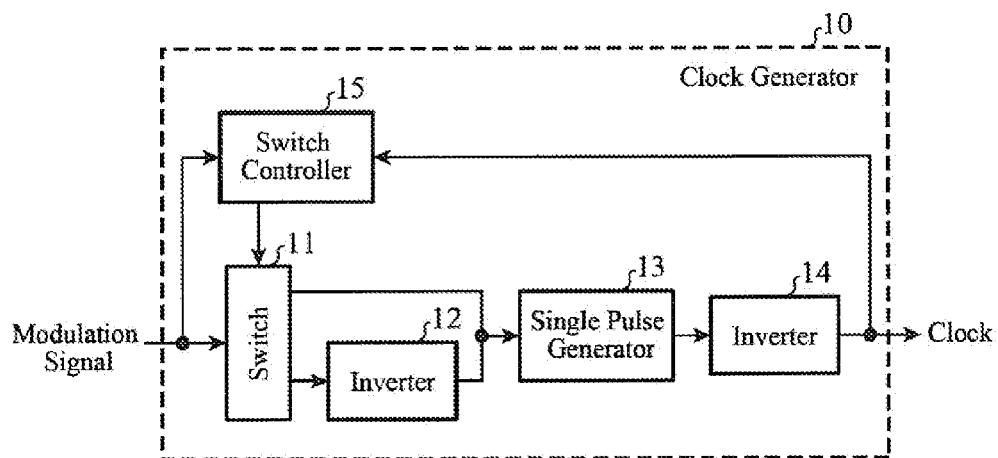 10
Clock Generator
15
Switch
Controller
11
Switch
12
Inverter
13
Single Pulse
Generator
14
Inverter
Modulation
Signal
Clock